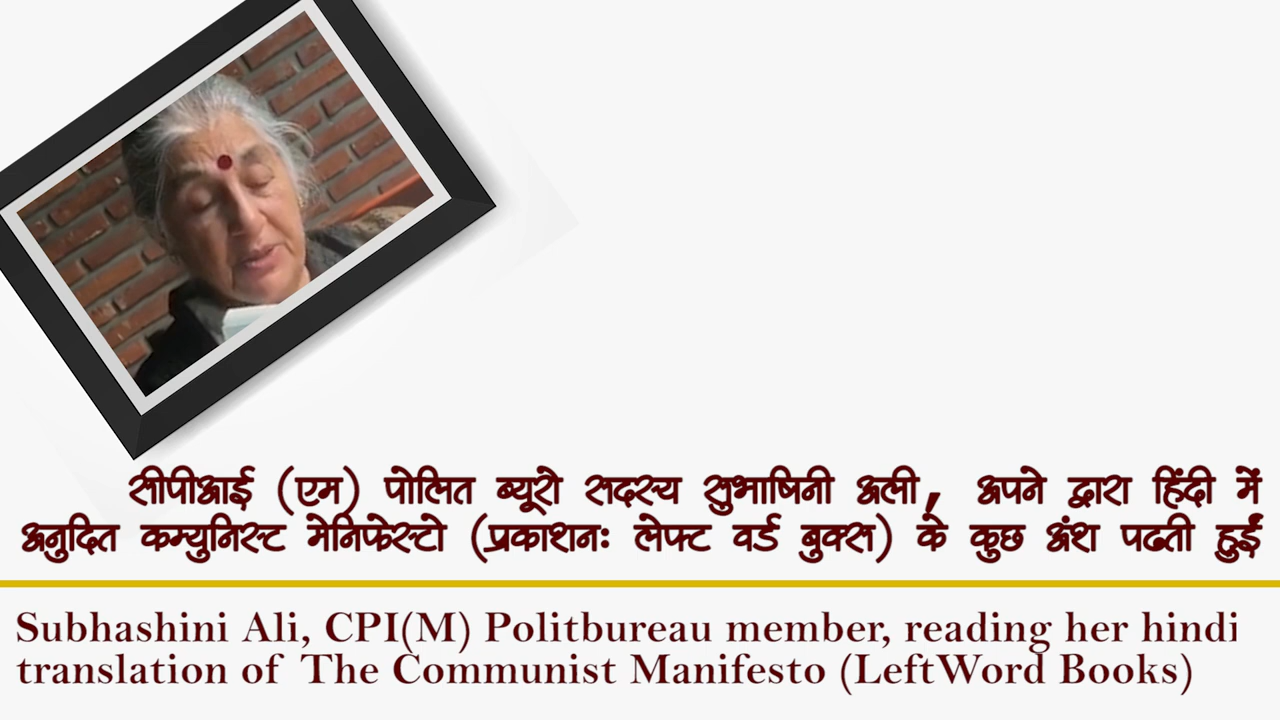 सीपीआई (एम) पोलित ब्यूरो सदस्य सुभाषिनी अली, अपने द्वारा हिंदी में
अनुदित कम्युनिस्ट मेनिफेस्टो (प्रकाशनः लेफ्ट वर्ड बुक्स) के कुछ अंश पढती हुईं
Subhashini Ali, CPI(M) Politbureau member, reading her hindi
translation of The Communist Manifesto (LeftWord Books)